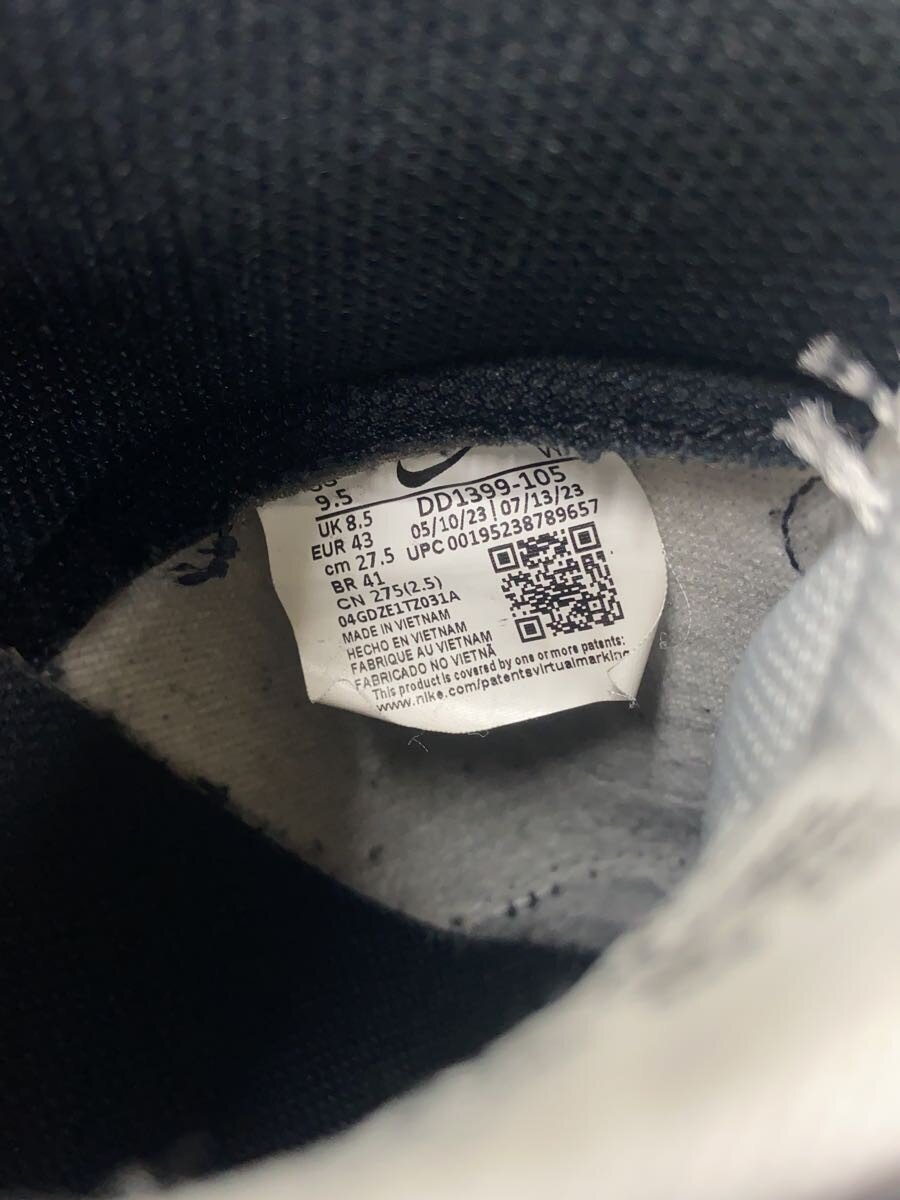 9.5
UK 8.5
EUR 43
cm 27.5
BR 41
CN 275(2.5)
DD1399-105
05/10/23 | 07/13/23
UPC 00195238789657
04GDZE1TZ031A
MADE IN VIETNAM
HECHO EN VIETNAM
FABRIQUE AU VIETNAM
FABRICADO NO VIETNÃ
This product is covered by one or more patents:
www.nike.com/patentsvirtualmarking